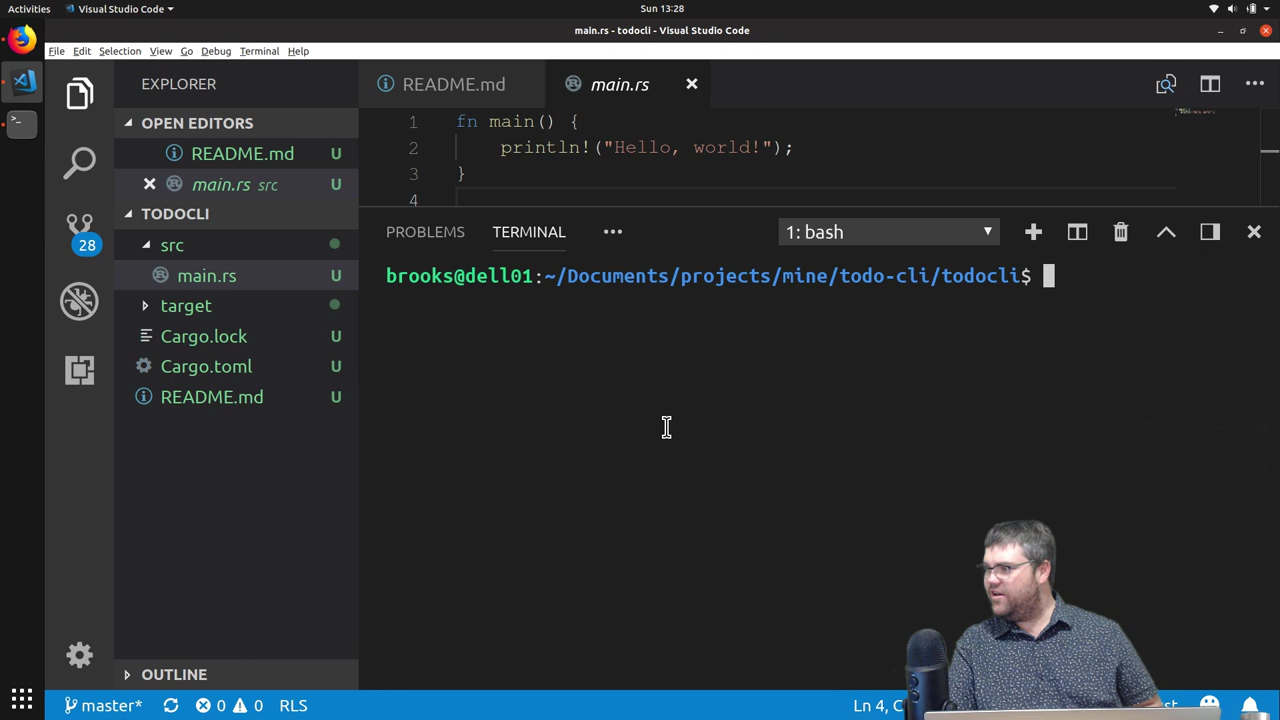 Activities
Visual Studio Code
Sun 13:28
main.rs - todocli - Visual Studio Code
File Edit Selection View Go Debug Terminal Help
EXPLORER
OPEN EDITORS
README.md U
main.rs src U
TODOCLI
src
main.rs U
target
Cargo.lock U
Cargo.toml U
README.md U
OUTLINE
28
README.md
main.rs
1 fn main() {
2 println!("Hello, world!");
3 }
4
PROBLEMS TERMINAL ••• 1: bash
brooks@dell01:~/Documents/projects/mine/todo-cli/todocli$
master* 0 0 RLS
Ln 4, C